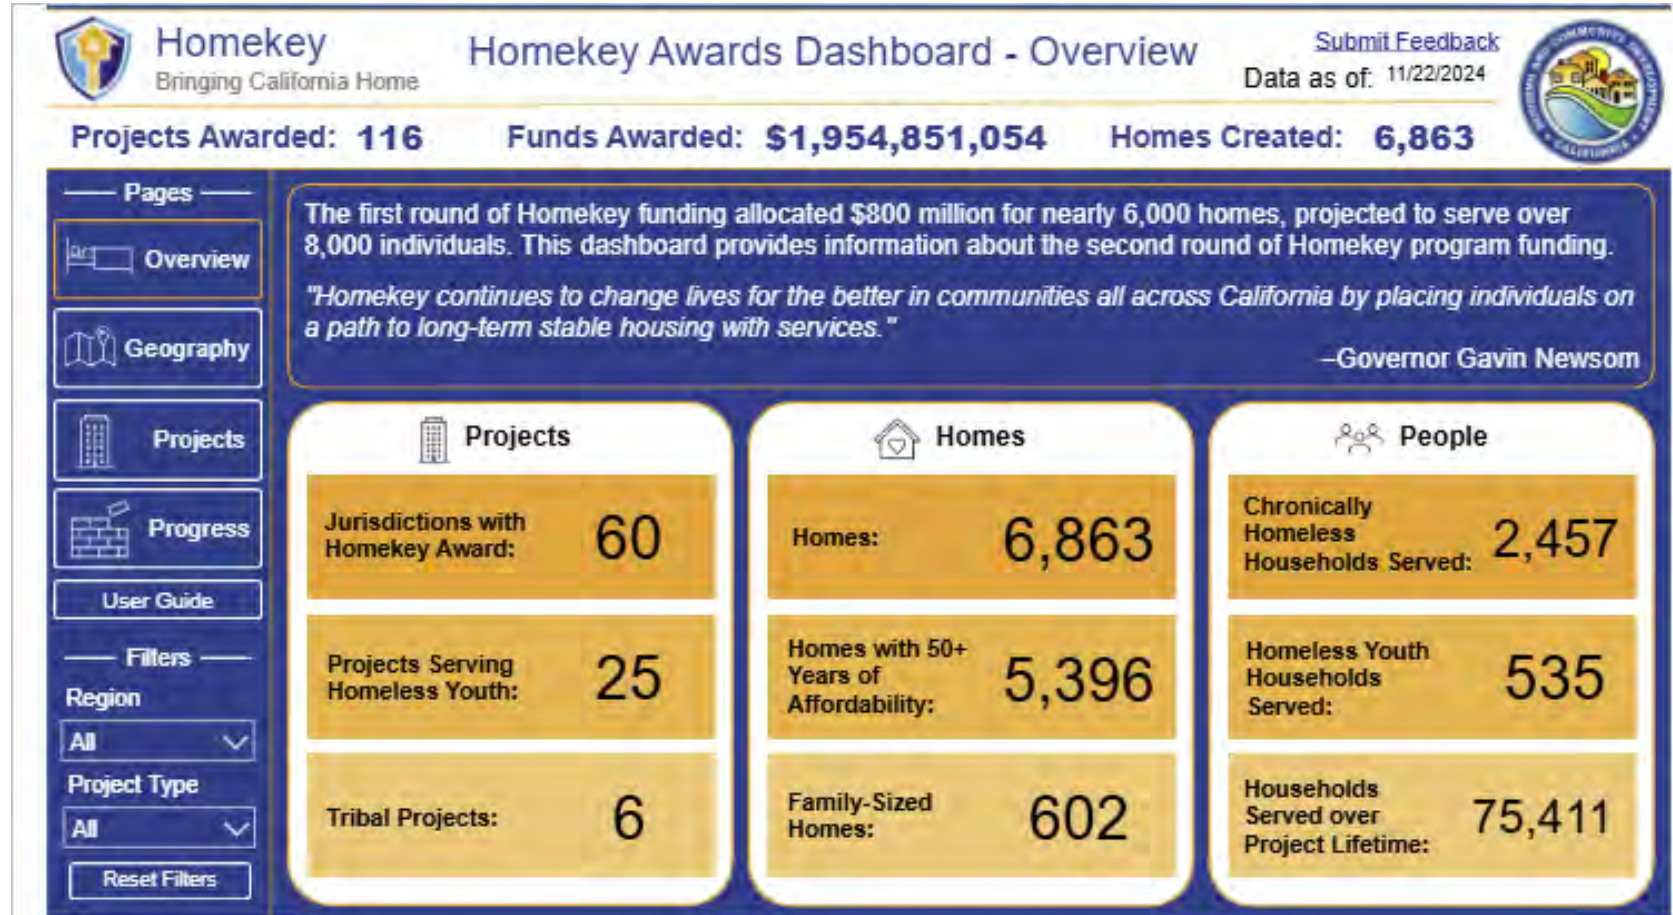 Homekey
Bringing California Home
Homekey Awards Dashboard - Overview
Submit Feedback
Data as of: 11/22/2024
HOUSING AND COMMUNITY DEVELOPMENT
CALIFORNIA
Projects Awarded: 116
Funds Awarded: $1,954,851,054
Homes Created: 6,863
Pages
Overview
Geography
Projects
Progress
User Guide
Filters
Region
All
Project Type
All
Reset Filters
The first round of Homekey funding allocated $800 million for nearly 6,000 homes, projected to serve over
8,000 individuals. This dashboard provides information about the second round of Homekey program funding.
"Homekey continues to change lives for the better in communities all across California by placing individuals on
a path to long-term stable housing with services."
–Governor Gavin Newsom
Projects
Jurisdictions with
Homekey Award:
60
Projects Serving
Homeless Youth:
25
Tribal Projects:
6
Homes
Homes:
6,863
Homes with 50+
Years of
Affordability:
5,396
Family-Sized
Homes:
602
People
Chronically
Homeless
Households Served:
2,457
Homeless Youth
Households
Served:
535
Households
Served over
Project Lifetime:
75,411